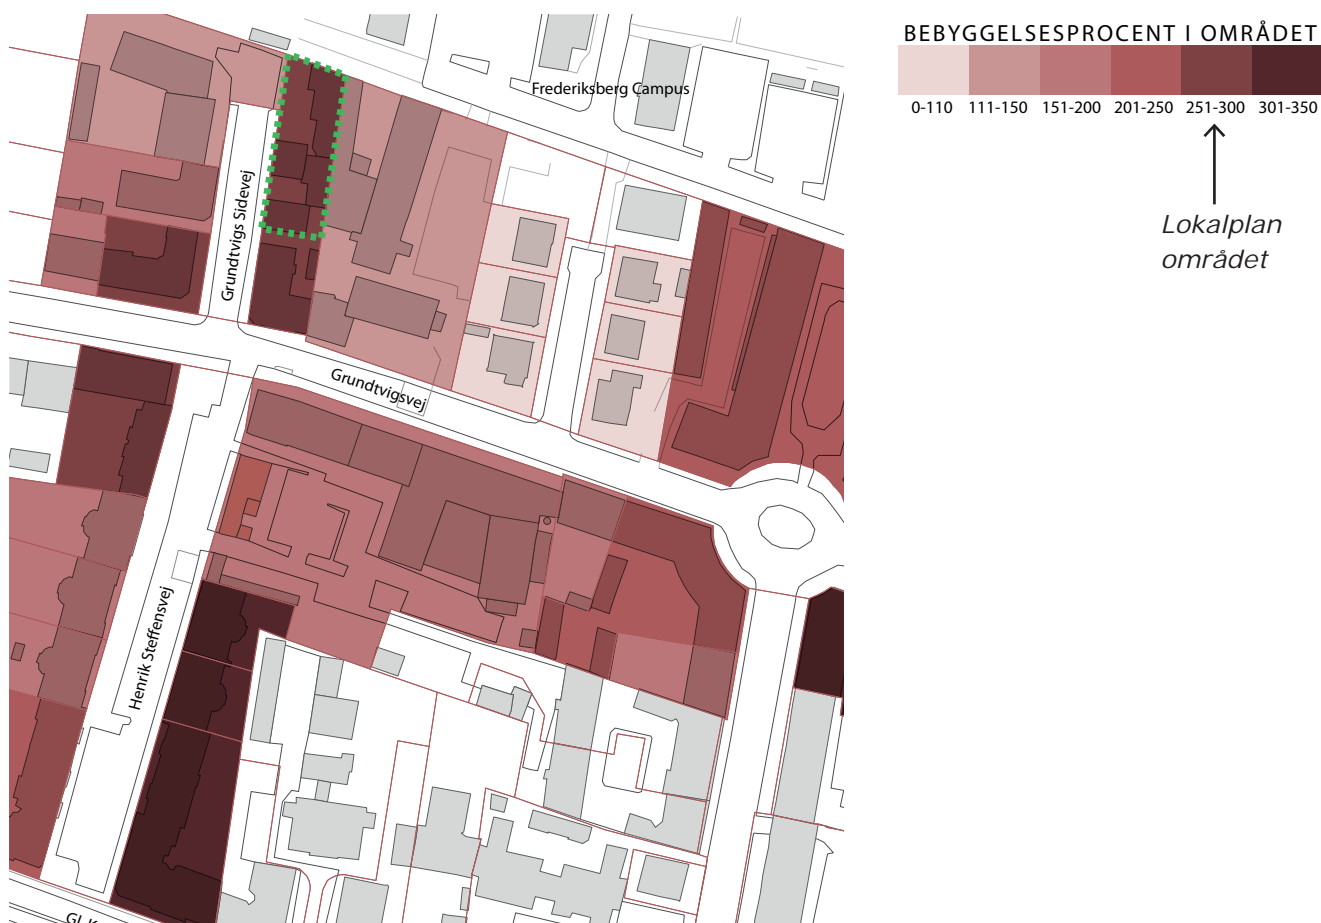 BEBYGGELSESPROCENT I OMRÅDET
0-110 111-150 151-200 201-250 251-300 301-350
Lokalplan
området
Frederiksberg Campus
Grundtvigs Sidevej
Grundtvigsvej
Henrik Steffensvej